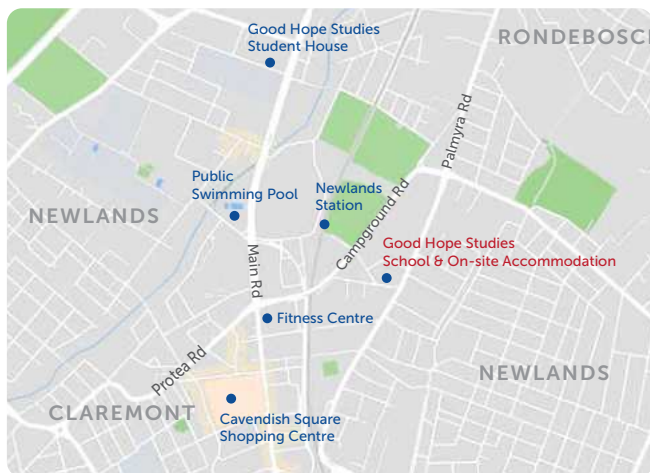 Good Hope Studies
Student House
RONDEBOSCH
Palmyra Rd
Public
Swimming Pool
Newlands
Station
NEWLANDS
Campground Rd
Good Hope Studies
School & On-site Accommodation
Main Rd
Fitness Centre
Protea Rd
NEWLANDS
CLAREMONT
Cavendish Square
Shopping Centre